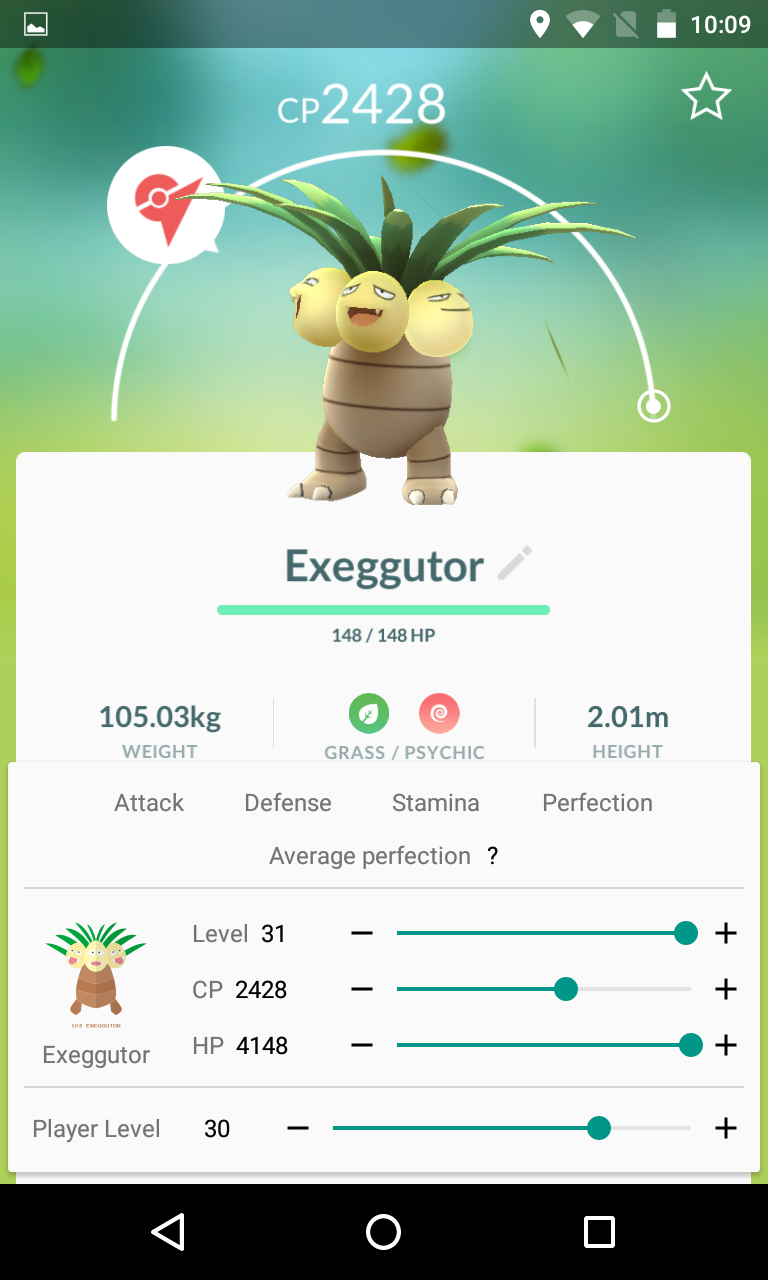 10:09
CP2428
Exeggutor
148 / 148 HP
105.03kg 2.01m
WEIGHT GRASS / PSYCHIC HEIGHT
Attack Defense Stamina Perfection
Average perfection ?
Level 31
CP 2428
103 EXEGGUTOR
HP 4148
Exeggutor
Player Level 30